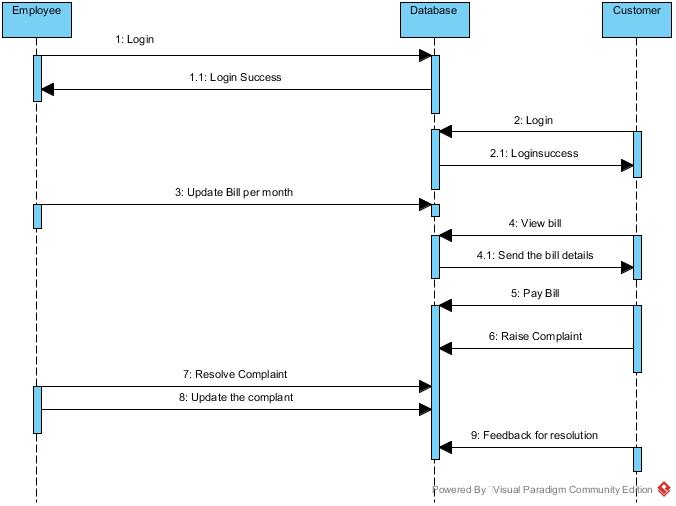 Employee
Database
Customer
1: Login
1.1: Login Success
2: Login
2.1: Loginsuccess
3: Update Bill per month
4: View bill
4.1: Send the bill details
5: Pay Bill
6: Raise Complaint
7: Resolve Complaint
8: Update the complant
9: Feedback for resolution
Powered By Visual Paradigm Community Edition